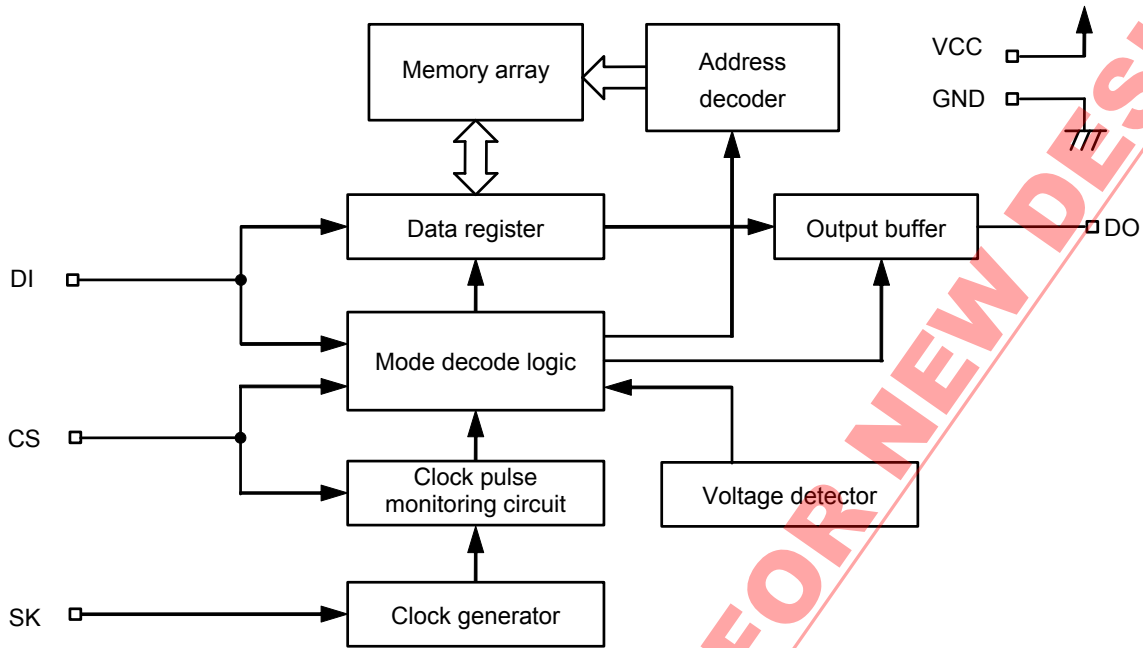 Memory array
Address
decoder
VCC
GND
Data register
Output buffer
DO
DI
Mode decode logic
CS
Clock pulse
monitoring circuit
Voltage detector
SK
Clock generator
FOR NEW